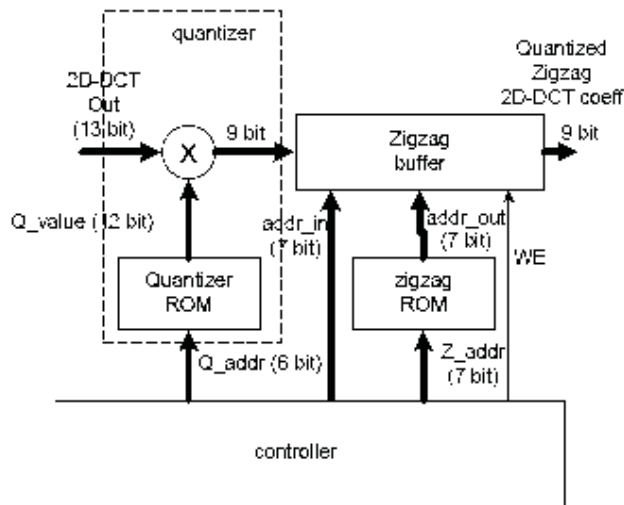 quantizer
2D-DCT
Out
(13 bit)
Quantized
Zigzag
2D-DCT coeff
9 bit
9 bit
X
Zigzag
buffer
Q_value (12 bit)
addr_in
(7 bit)
addr_out
(7 bit)
WE
Quantizer
ROM
zigzag
ROM
Q_addr (6 bit)
Z_addr
(7 bit)
controller